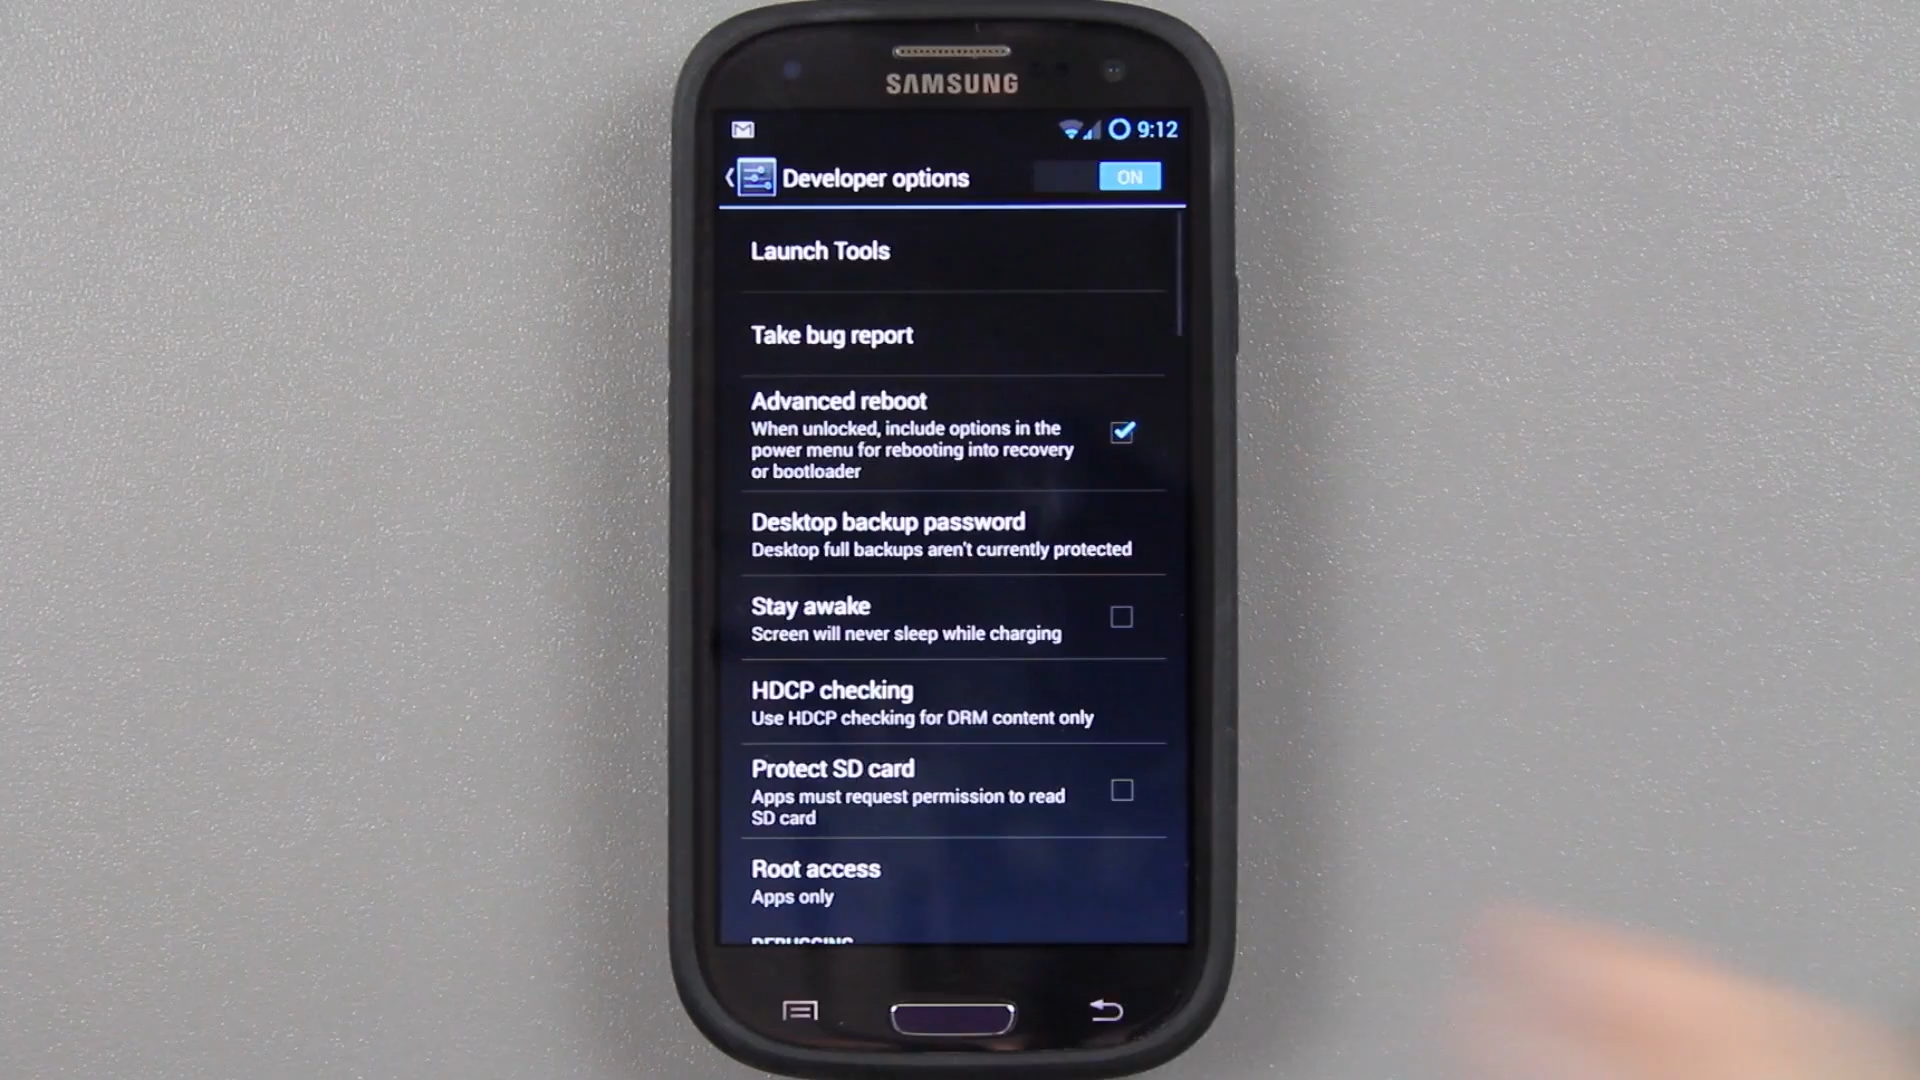 SAMSUNG
9:12
Developer options
ON
Launch Tools
Take bug report
Advanced reboot
When unlocked, include options in the
power menu for rebooting into recovery
or bootloader
Desktop backup password
Desktop full backups aren't currently protected
Stay awake
Screen will never sleep while charging
HDCP checking
Use HDCP checking for DRM content only
Protect SD card
Apps must request permission to read
SD card
Root access
Apps only
DEBUGGING